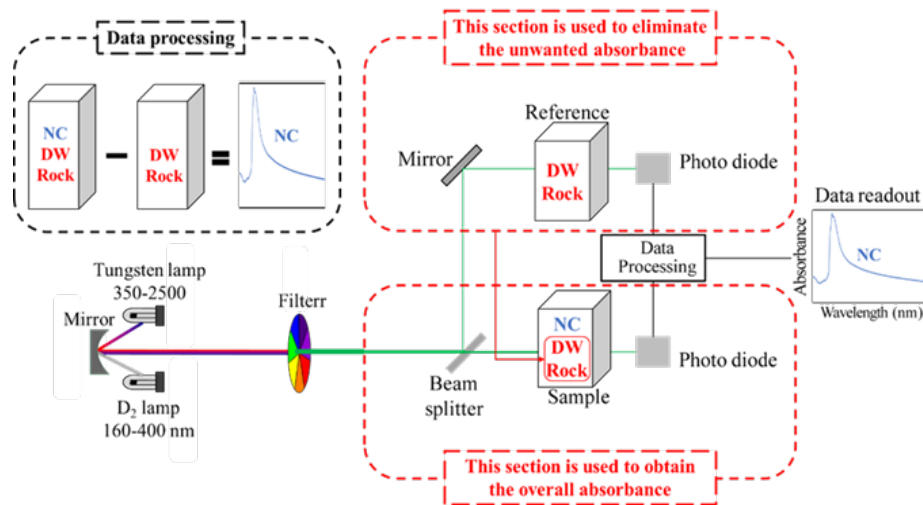 Data processing
NC
DW
Rock
DW
Rock
NC
This section is used to eliminate
the unwanted absorbance
Reference
Mirror
DW
Rock
Photo diode
Data readout
Data
Processing
Absorbance
NC
Wavelength (nm)
Tungsten lamp
350-2500
Mirror
Filterr
D₂ lamp
160-400 nm
Beam
splitter
NC
DW
Rock
Sample
Photo diode
This section is used to obtain
the overall absorbance